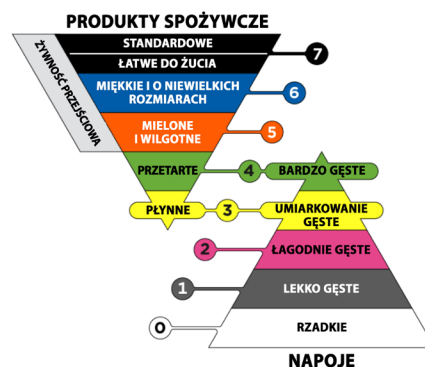 PRODUKTY SPOŻYWCZE
ŻYWNOŚĆ PRZEJŚCIOWA
STANDARDOWE
7
ŁATWE DO ŻUCIA
MIĘKKIE I O NIEWIELKICH
ROZMIARACH
6
MIELONE
I WILGOTNE
5
PRZETARTE
4
BARDZO GĘSTE
PŁYNNE
3
UMIARKOWANIE
GĘSTE
2
ŁAGODNIE GĘSTE
1
LEKKO GĘSTE
0
RZADKIE
NAPOJE